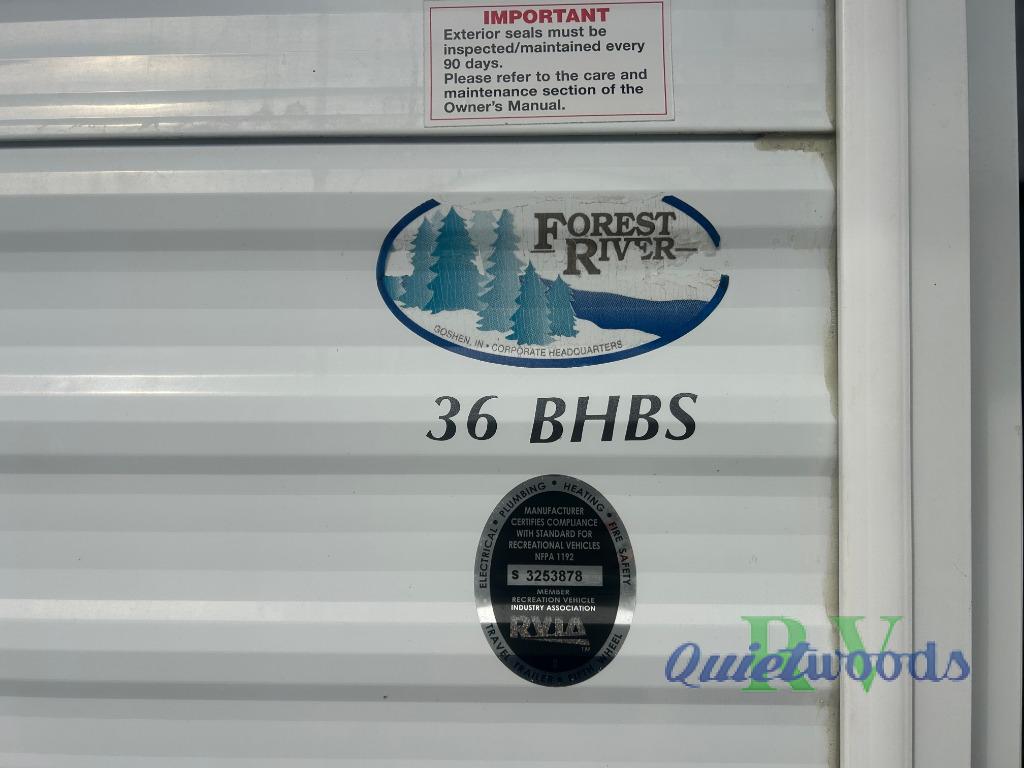 IMPORTANT
Exterior seals must be
inspected/maintained every
90 days.
Please refer to the care and
maintenance section of the
Owner's Manual.
FOREST
RIVER
GOSHEN, IN • CORPORATE HEADQUARTERS
36 BHBS
ELECTRICAL • PLUMBING • HEATING • FIRE SAFETY
MANUFACTURER
CERTIFIES COMPLIANCE
WITH STANDARD FOR
RECREATIONAL VEHICLES
NFPA 1192
S 3253878
MEMBER
RECREATION VEHICLE
INDUSTRY ASSOCIATION
RVIA
TM
TRAVEL TRAILER • FIFTH WHEEL
RV
Quietwoods